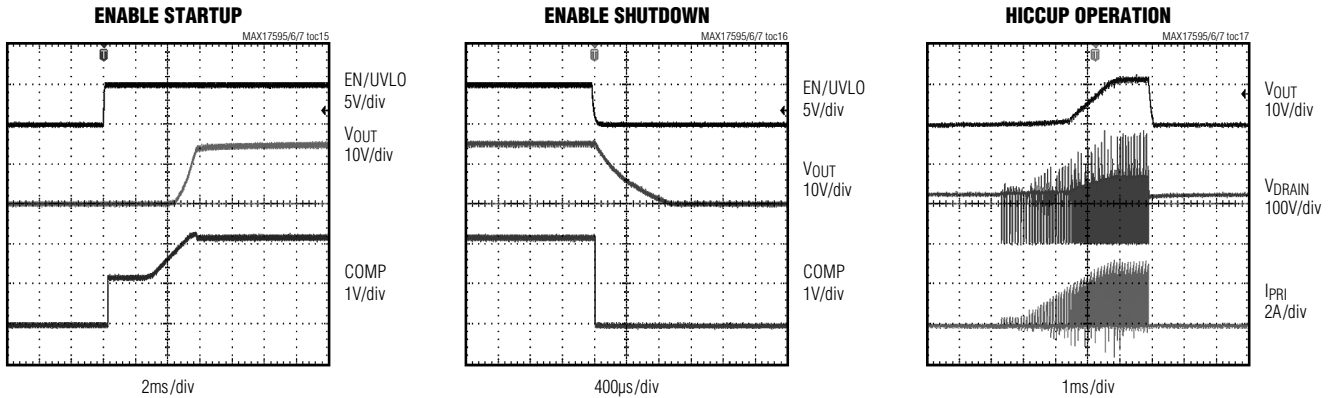 ENABLE STARTUP
MAX17595/6/7 toc15
T
EN/UVLO
5V/div
VOUT
10V/div
COMP
1V/div
2ms/div
ENABLE SHUTDOWN
MAX17595/6/7 toc16
T
EN/UVLO
5V/div
VOUT
10V/div
COMP
1V/div
400µs/div
HICCUP OPERATION
MAX17595/6/7 toc17
T
VOUT
10V/div
VDRAIN
100V/div
IPRI
2A/div
1ms/div